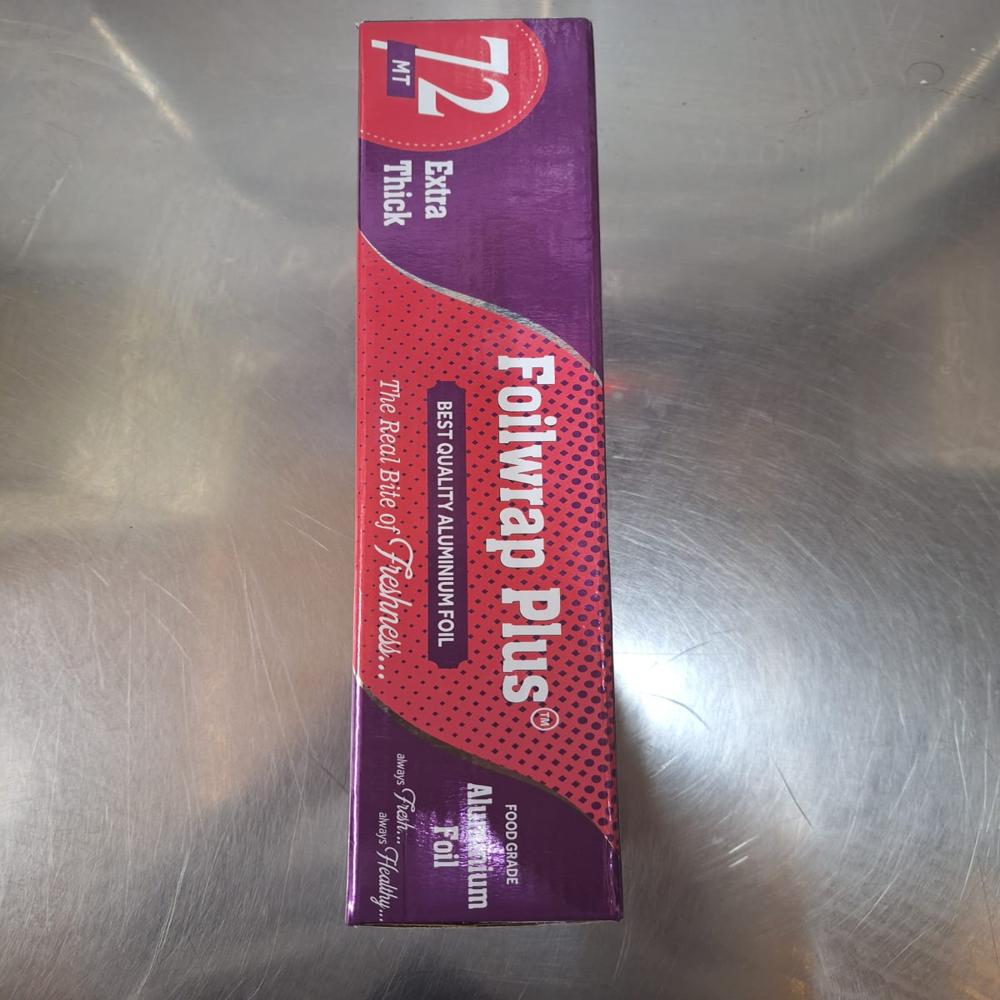 72
MT
Extra
Thick
Foilwrap Plus™
BEST QUALITY ALUMINIUM FOIL
The Real Bite of Freshness...
FOOD GRADE
Aluminium
Foil
always Fresh...
always Healthy...